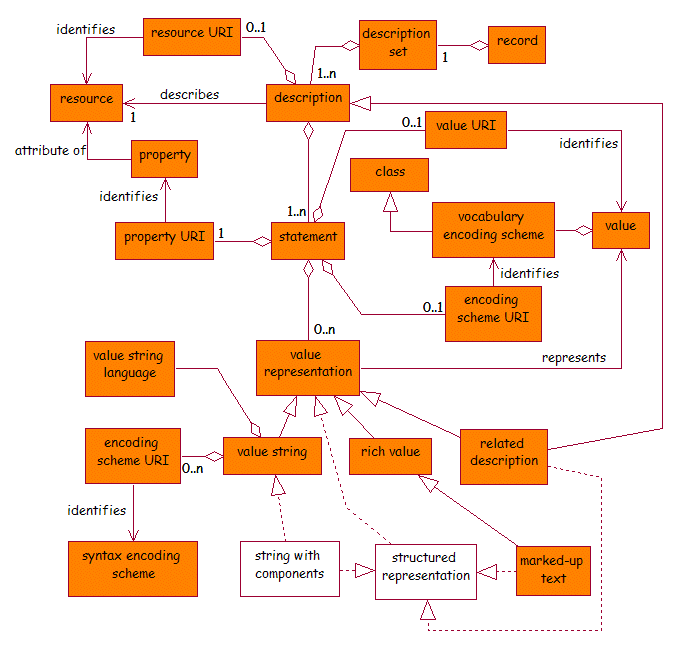 identifies
resource URI
0..1
description
set
1
record
1..n
resource
1
describes
description
attribute of
property
0..1
value URI
identifies
class
identifies
1..n
property URI
1
statement
vocabulary
encoding scheme
value
identifies
0..1
encoding
scheme URI
0..n
value string
language
value
representation
represents
encoding
scheme URI
0..n
value string
rich value
related
description
identifies
syntax encoding
scheme
string with
components
structured
representation
marked-up
text